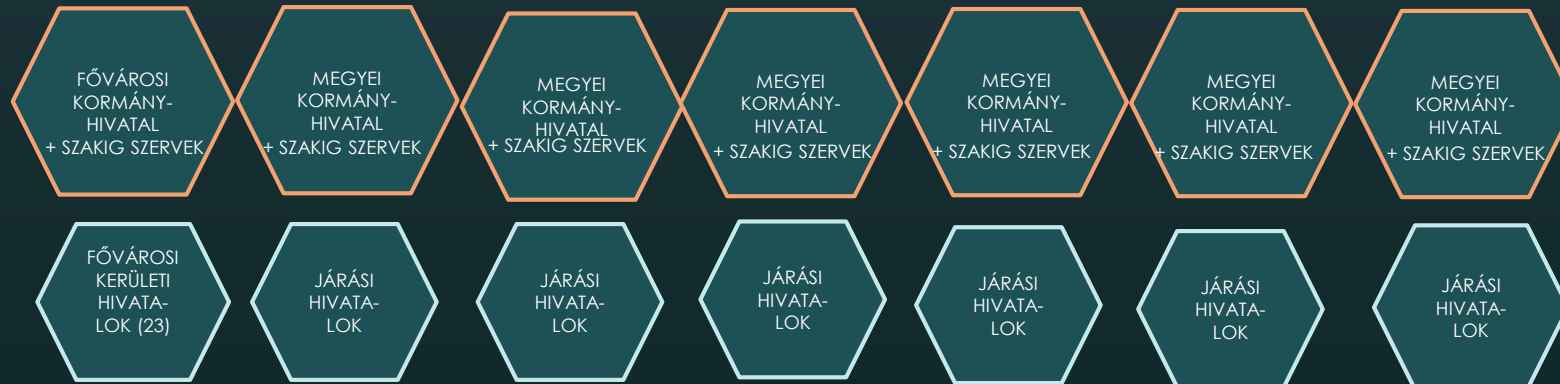 FŐVÁROSI
KORMÁNY-
HIVATAL
+ SZAKIG SZERVEK
MEGYEI
KORMÁNY-
HIVATAL
+ SZAKIG SZERVEK
MEGYEI
KORMÁNY-
HIVATAL
+ SZAKIG SZERVEK
MEGYEI
KORMÁNY-
HIVATAL
+ SZAKIG SZERVEK
MEGYEI
KORMÁNY-
HIVATAL
+ SZAKIG SZERVEK
MEGYEI
KORMÁNY-
HIVATAL
+ SZAKIG SZERVEK
MEGYEI
KORMÁNY-
HIVATAL
+ SZAKIG SZERVEK
FŐVÁROSI
KERÜLETI
HIVATA-
LOK (23)
JÁRÁSI
HIVATA-
LOK
JÁRÁSI
HIVATA-
LOK
JÁRÁSI
HIVATA-
LOK
JÁRÁSI
HIVATA-
LOK
JÁRÁSI
HIVATA-
LOK
JÁRÁSI
HIVATA-
LOK